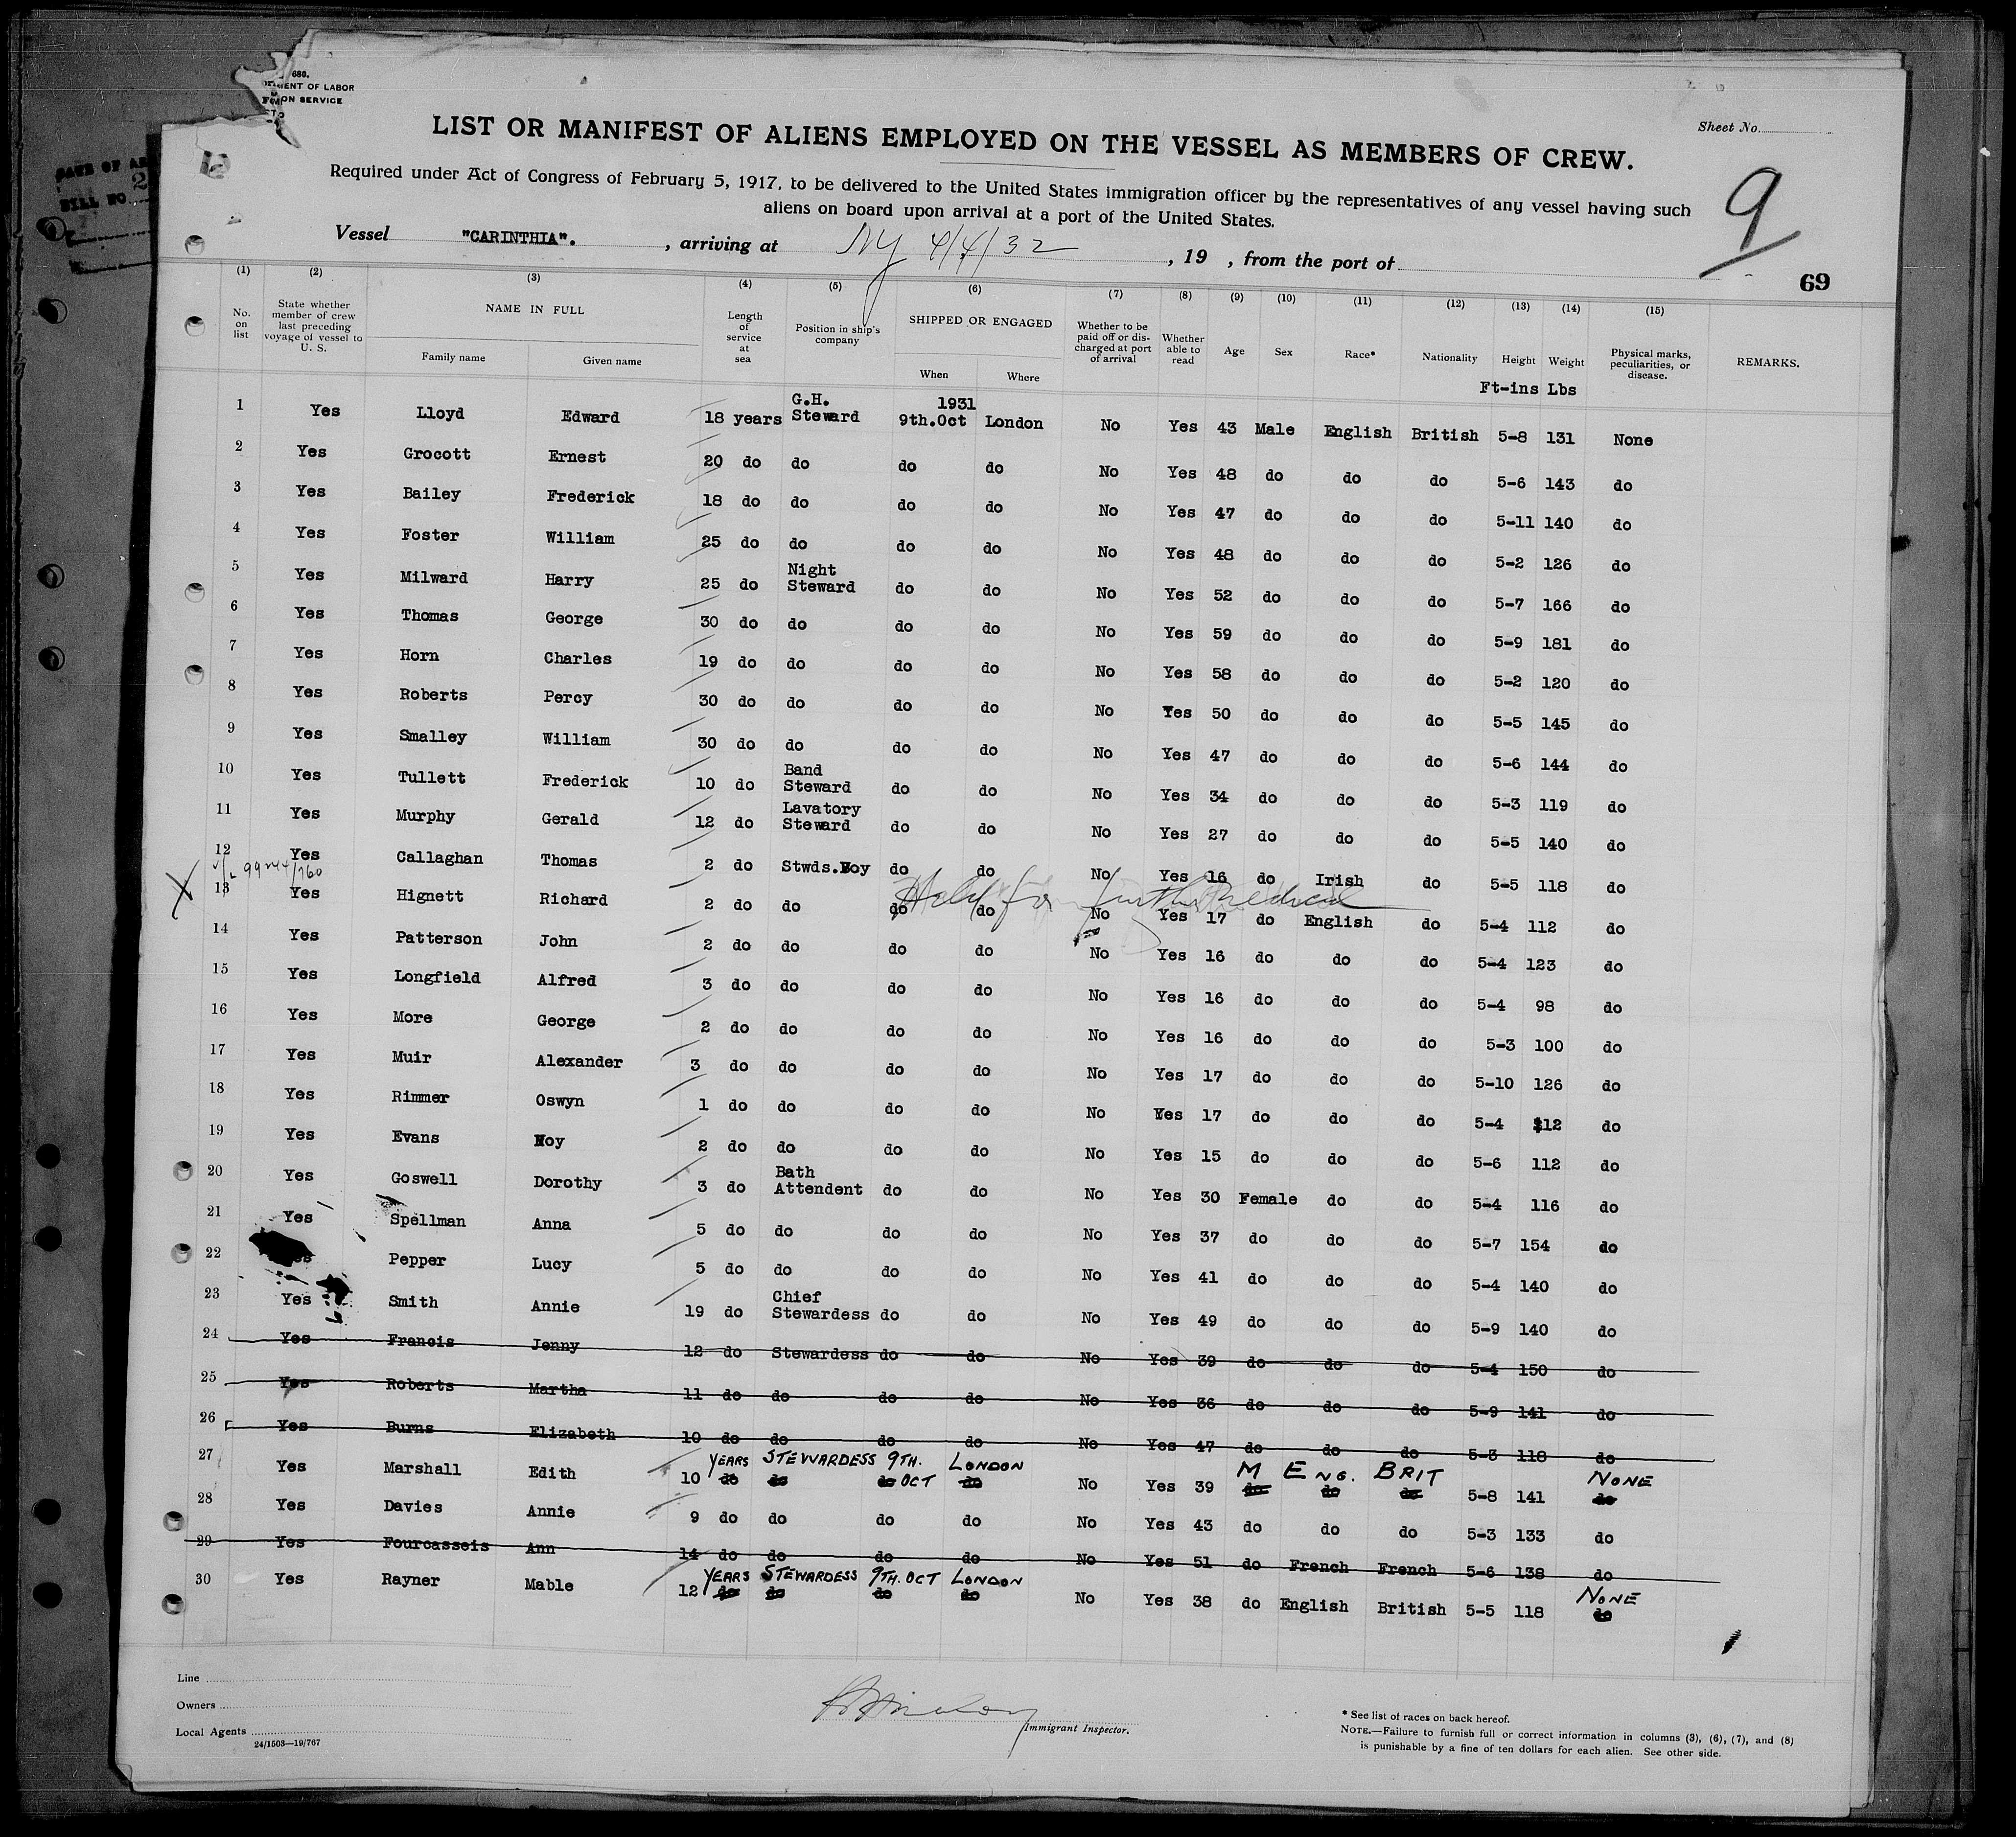 680.
MENT OF LABOR
ON SERVICE
Sheet No.
LIST OR MANIFEST OF ALIENS EMPLOYED ON THE VESSEL AS MEMBERS OF CREW.
Required under Act of Congress of February 5, 1917, to be delivered to the United States immigration officer by the representatives of any vessel having such
aliens on board upon arrival at a port of the United States.
9
Vessel "CARINTHIA". , arriving at NY 4/4/32 , 19 , from the port of
69
(1) (2) (3) (4) (5) (6) (7) (8) (9) (10) (11) (12) (13) (14) (15)
No. on list State whether member of crew last preceding voyage of vessel to U. S. NAME IN FULL Family name Given name Length of service at sea Position in ship's company SHIPPED OR ENGAGED When Where Whether to be paid off or discharged at port of arrival Whether able to read Age Sex Race* Nationality Height Weight Physical marks, peculiarities, or disease. REMARKS.
Ft-ins Lbs
1 Yes Lloyd Edward 18 years G.H. Steward 1931 9th.Oct London No Yes 43 Male English British 5-8 131 None
2 Yes Grocott Ernest 20 do do do do No Yes 48 do do do 5-6 143 do
3 Yes Bailey Frederick 18 do do do do No Yes 47 do do do 5-11 140 do
4 Yes Foster William 25 do do do do No Yes 48 do do do 5-2 126 do
5 Yes Milward Harry 25 do Night Steward do do No Yes 52 do do do 5-7 166 do
6 Yes Thomas George 30 do do do do No Yes 59 do do do 5-9 181 do
7 Yes Horn Charles 19 do do do do No Yes 58 do do do 5-2 120 do
8 Yes Roberts Percy 30 do do do do No Yes 50 do do do 5-5 145 do
9 Yes Smalley William 30 do do do do No Yes 47 do do do 5-6 144 do
10 Yes Tullett Frederick 10 do Band Steward do do No Yes 34 do do do 5-3 119 do
11 Yes Murphy Gerald 12 do Lavatory Steward do do No Yes 27 do do do 5-5 140 do
12 Yes Callaghan Thomas 2 do Stwds.Boy do do No Yes 16 do Irish do 5-5 118 do
X Held for further medical
13 Yes Hignett Richard 2 do do do do No Yes 17 do English do 5-4 112 do
14 Yes Patterson John 2 do do do do No Yes 16 do do do 5-4 123 do
15 Yes Longfield Alfred 3 do do do do No Yes 16 do do do 5-4 98 do
16 Yes More George 2 do do do do No Yes 16 do do do 5-3 100 do
17 Yes Muir Alexander 3 do do do do No Yes 17 do do do 5-10 126 do
18 Yes Rimmer Oswyn 1 do do do do No Yes 17 do do do 5-4 112 do
19 Yes Evans Noy 2 do do do do No Yes 15 do do do 5-6 112 do
20 Yes Goswell Dorothy 3 do Bath Attendent do do No Yes 30 Female do do 5-4 116 do
21 Yes Spellman Anna 5 do do do do No Yes 37 do do do 5-7 154 do
22 Pepper Lucy 5 do do do do No Yes 41 do do do 5-4 140 do
23 Yes Smith Annie 19 do Chief Stewardess do do No Yes 49 do do do 5-9 140 do
24 Yes Francis Jenny 12 do Stewardess do do No Yes 39 do do do 5-4 150 do
25 Yes Roberts Martha 11 do do do do No Yes 36 do do do 5-9 141 do
26 Yes Burns Elizabeth 10 do do do do No Yes 47 do do do 5-3 118 do
YEARS STEWARDESS 9TH. LONDON M ENG. BRIT NONE
27 Yes Marshall Edith 10 do do do OCT do No Yes 39 do do do 5-8 141 do
28 Yes Davies Annie 9 do do do do No Yes 43 do do do 5-3 133 do
29 Yes Fourcasseis Ann 14 do do do do No Yes 51 do French French 5-6 138 do
YEARS STEWARDESS 9TH. OCT LONDON NONE
30 Yes Rayner Mable 12 do do do do No Yes 38 do English British 5-5 118 do
Line
Owners
Local Agents
24/1503—19/767
Immigrant Inspector.
* See list of races on back hereof.
NOTE.—Failure to furnish full or correct information in columns (3), (6), (7), and (8)
is punishable by a fine of ten dollars for each alien. See other side.